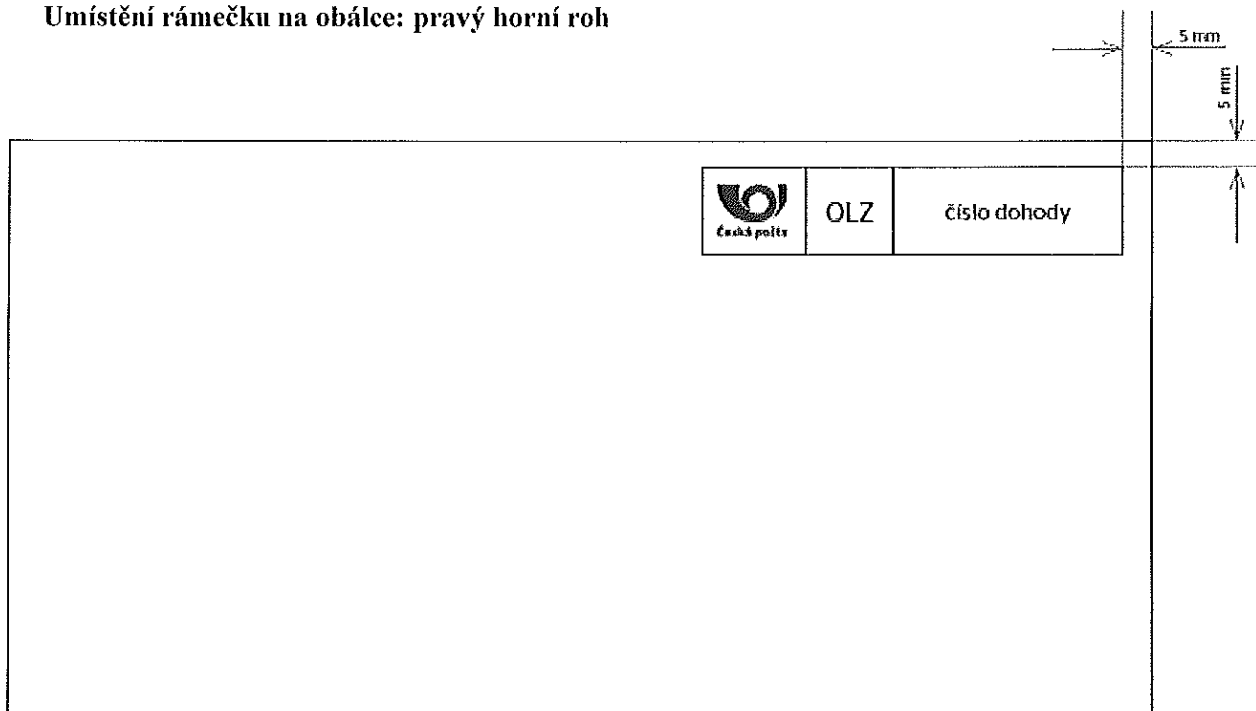 Umístění rámečku na obálce: pravý horní roh
5 mm
5 mm
Česká pošta
OLZ
číslo dohody